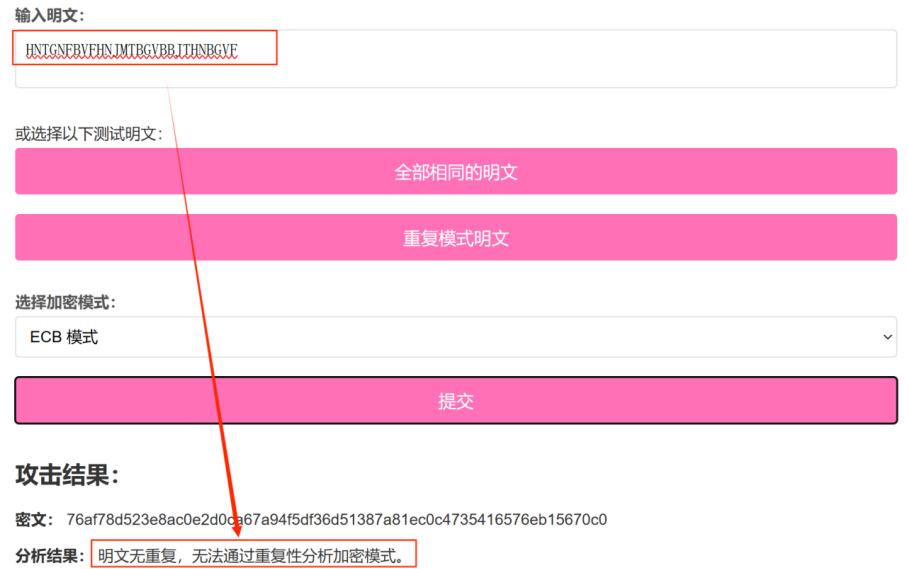 输入明文：
HNTGNFBVFHNJMTBGVBBJTHNBGVF
或选择以下测试明文：
全部相同的明文
重复模式明文
选择加密模式：
ECB 模式
提交
攻击结果：
密文： 76af78d523e8ac0e2d0ca67a94f5df36d51387a81ec0c4735416576eb15670c0
分析结果： 明文无重复，无法通过重复性分析加密模式。